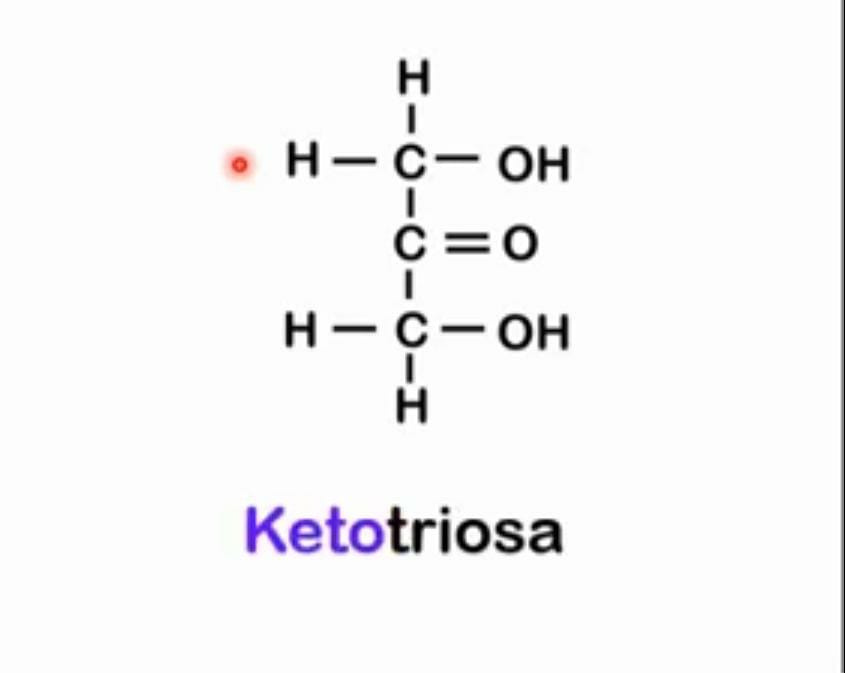 H
H — C — OH
C = O
H — C — OH
H
Ketotriosa